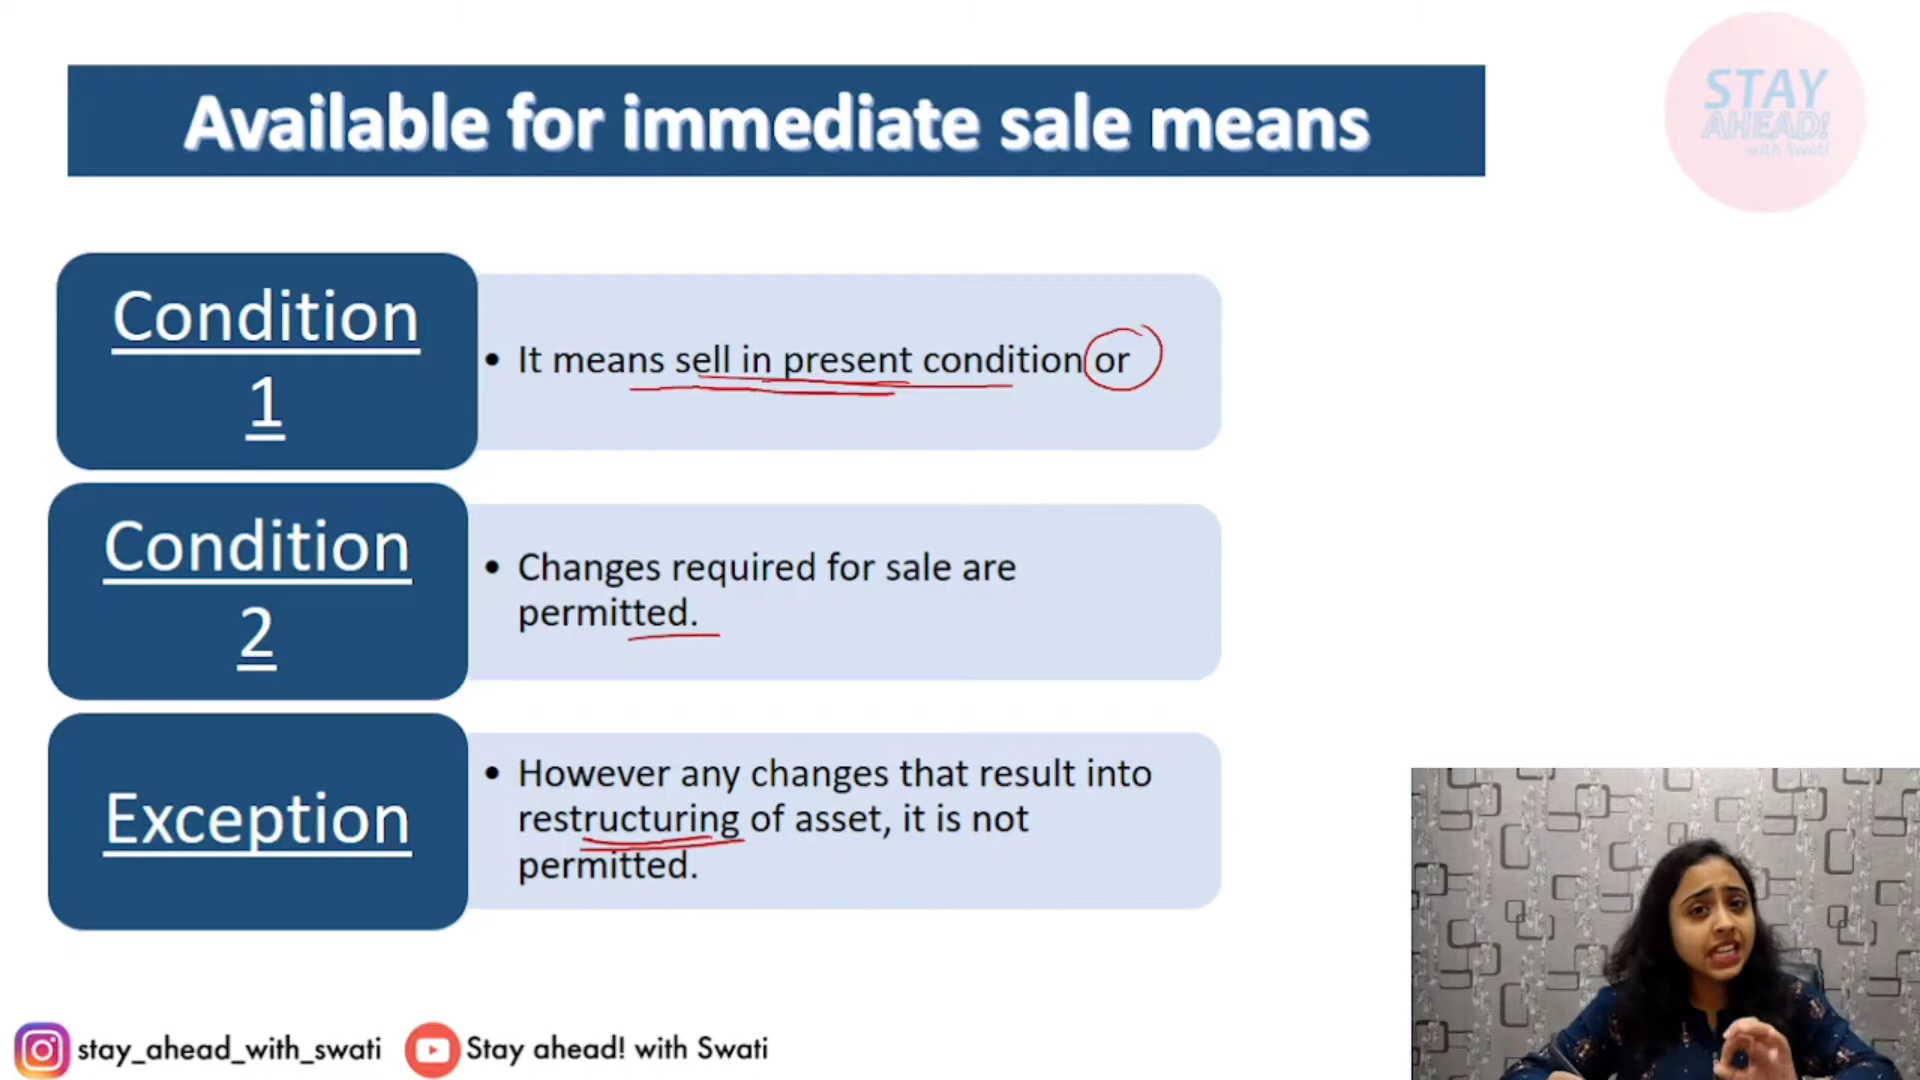 Available for immediate sale means
STAY
AHEAD!
with Swati
Condition
1
• It means sell in present condition or
Condition
2
• Changes required for sale are
permitted.
Exception
• However any changes that result into
restructuring of asset, it is not
permitted.
stay_ahead_with_swati
Stay ahead! with Swati